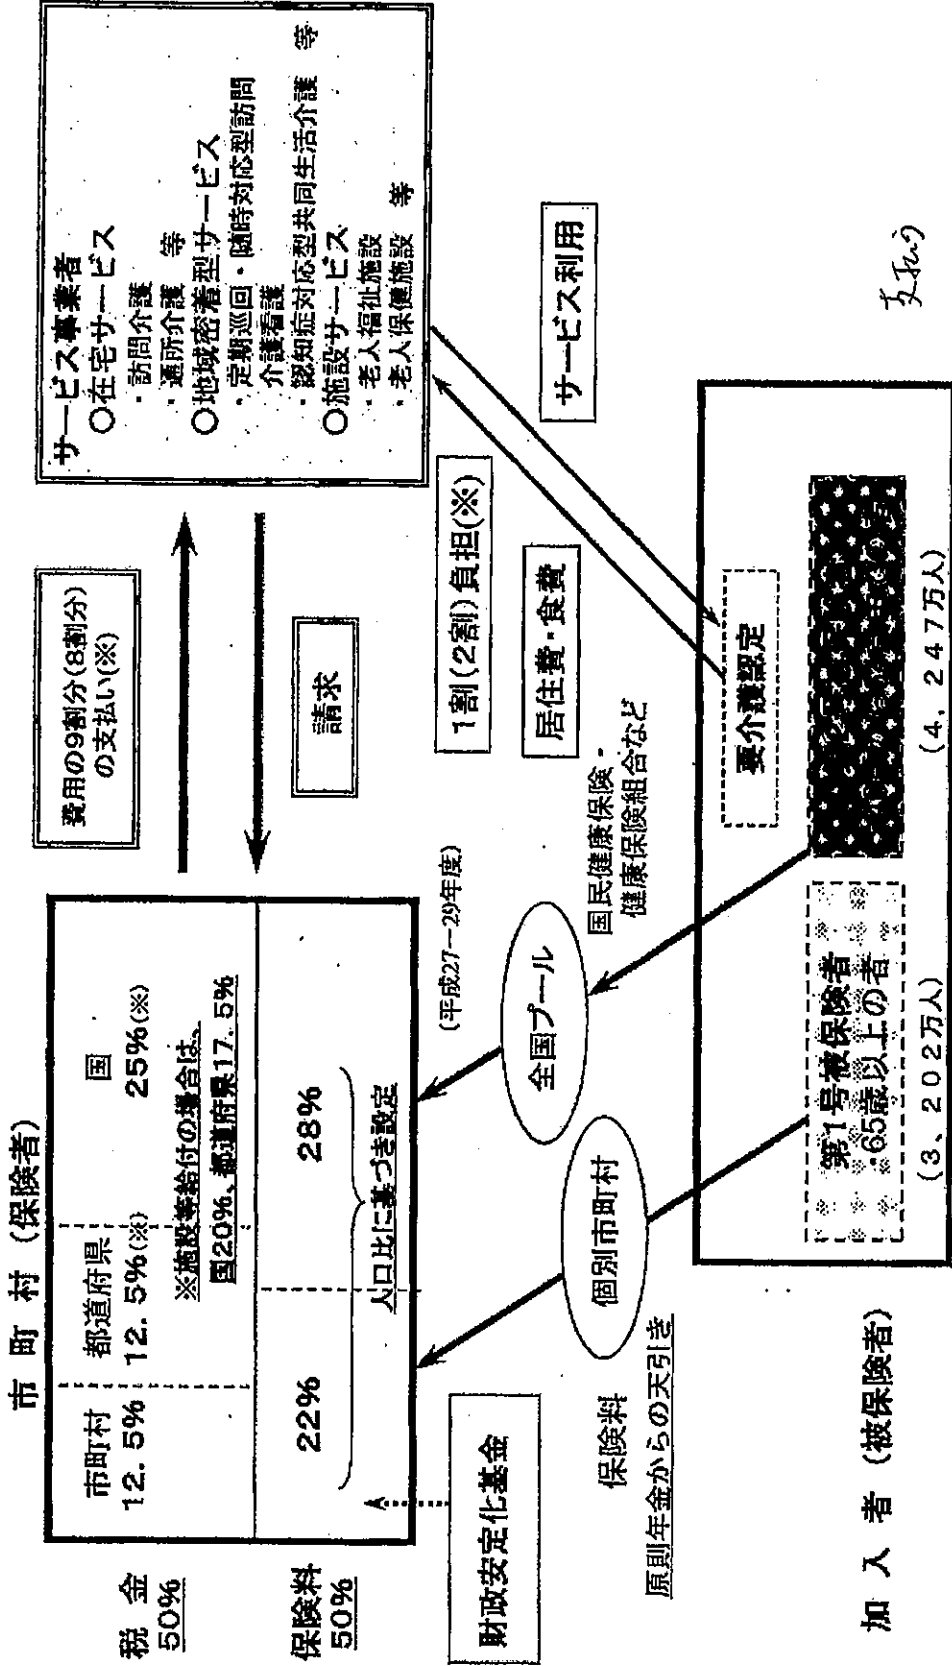 市町村（保険者）
税金
50%
市町村
12.5%
都道府県
12.5%(※)
国
25%(※)
※施設等給付の場合は、
国20%、都道府県17.5%
保険料
50%
22%
28%
人口比に基づき設定
財政安定化基金
(平成27－29年度)
費用の9割分(8割分)
の支払い(※)
請求
サービス事業者
○在宅サービス
・訪問介護
・通所介護　等
○地域密着型サービス
・定期巡回・随時対応型訪問
介護看護
・認知症対応型共同生活介護　等
○施設サービス
・老人福祉施設
・老人保健施設　等
1割(2割)負担(※)
居住費・食費
サービス利用
保険料
原則年金からの天引き
個別市町村
全国プール
国民健康保険・
健康保険組合など
要介護認定
加入者（被保険者）
第1号被保険者
・65歳以上の者
(3、202万人)
(4，247万人)
支払う